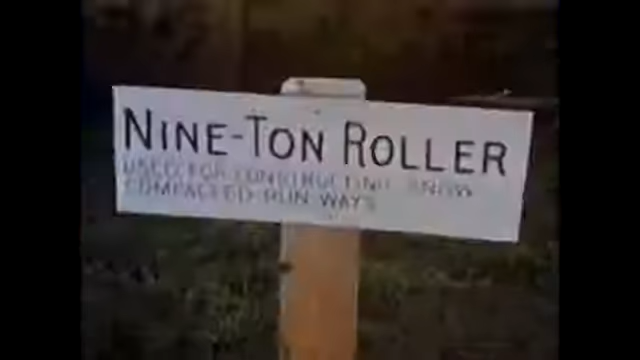 NINE-TON ROLLER
USED FOR CONSTRUCTING SNOW
COMPACTED RUN WAYS